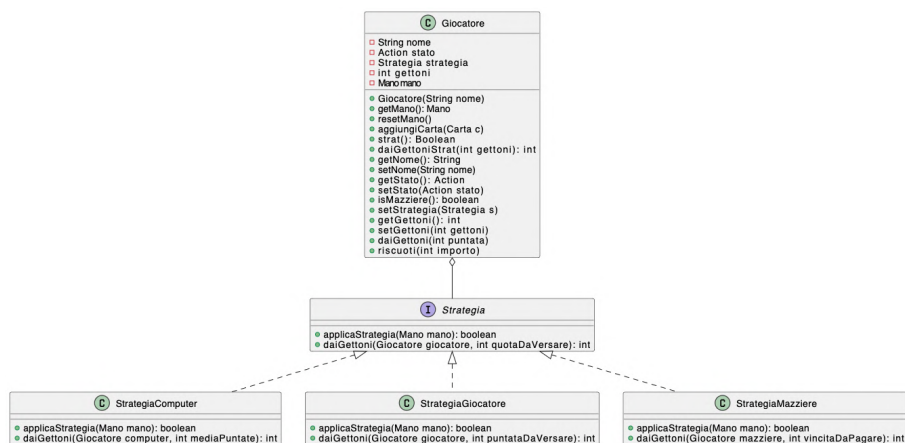 C Giocatore
String nome
Action stato
Strategia strategia
int gettoni
Mano mano
Giocatore(String nome)
getMano(): Mano
resetMano()
aggiungiCarta(Carta c)
strat(): Boolean
daiGettoniStrat(int gettoni): int
getNome(): String
setNome(String nome)
getStato(): Action
setStato(Action stato)
isMazziere(): boolean
setStrategia(Strategia s)
getGettoni(): int
setGettoni(int gettoni)
daiGettoni(int puntata)
riscuoti(int importo)
I Strategia
applicaStrategia(Mano mano): boolean
daiGettoni(Giocatore giocatore, int quotaDaVersare): int
C StrategiaComputer
applicaStrategia(Mano mano): boolean
daiGettoni(Giocatore computer, int mediaPuntate): int
C StrategiaGiocatore
applicaStrategia(Mano mano): boolean
daiGettoni(Giocatore giocatore, int puntataDaVersare): int
C StrategiaMazziere
applicaStrategia(Mano mano): boolean
daiGettoni(Giocatore mazziere, int vincitaDaPagare): int